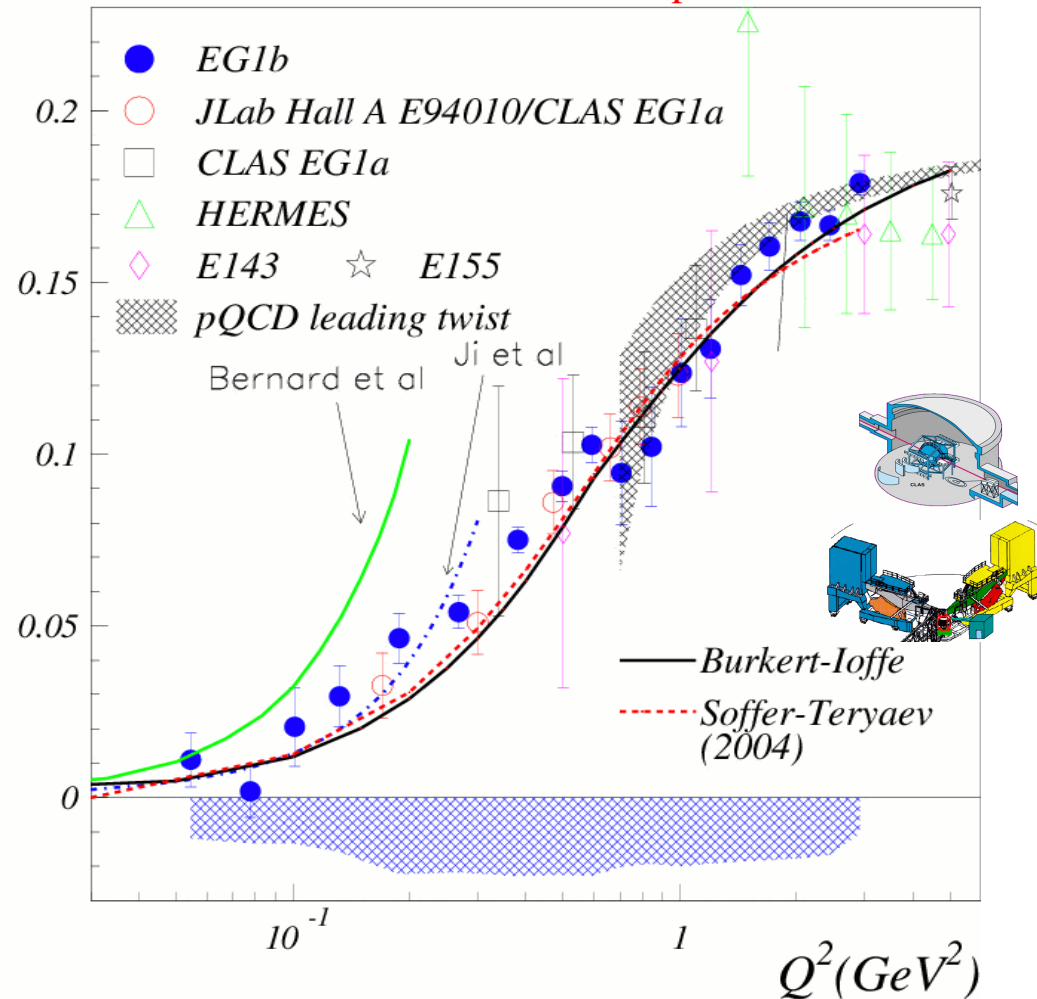 EG1b
0.2
JLab Hall A E94010/CLAS EG1a
CLAS EG1a
HERMES
E143 E155
0.15
pQCD leading twist
Ji et al
Bernard et al
0.1
CLAS
0.05
Burkert-Ioffe
Soffer-Teryaev
(2004)
0
10^-1
1
Q^2(GeV^2)